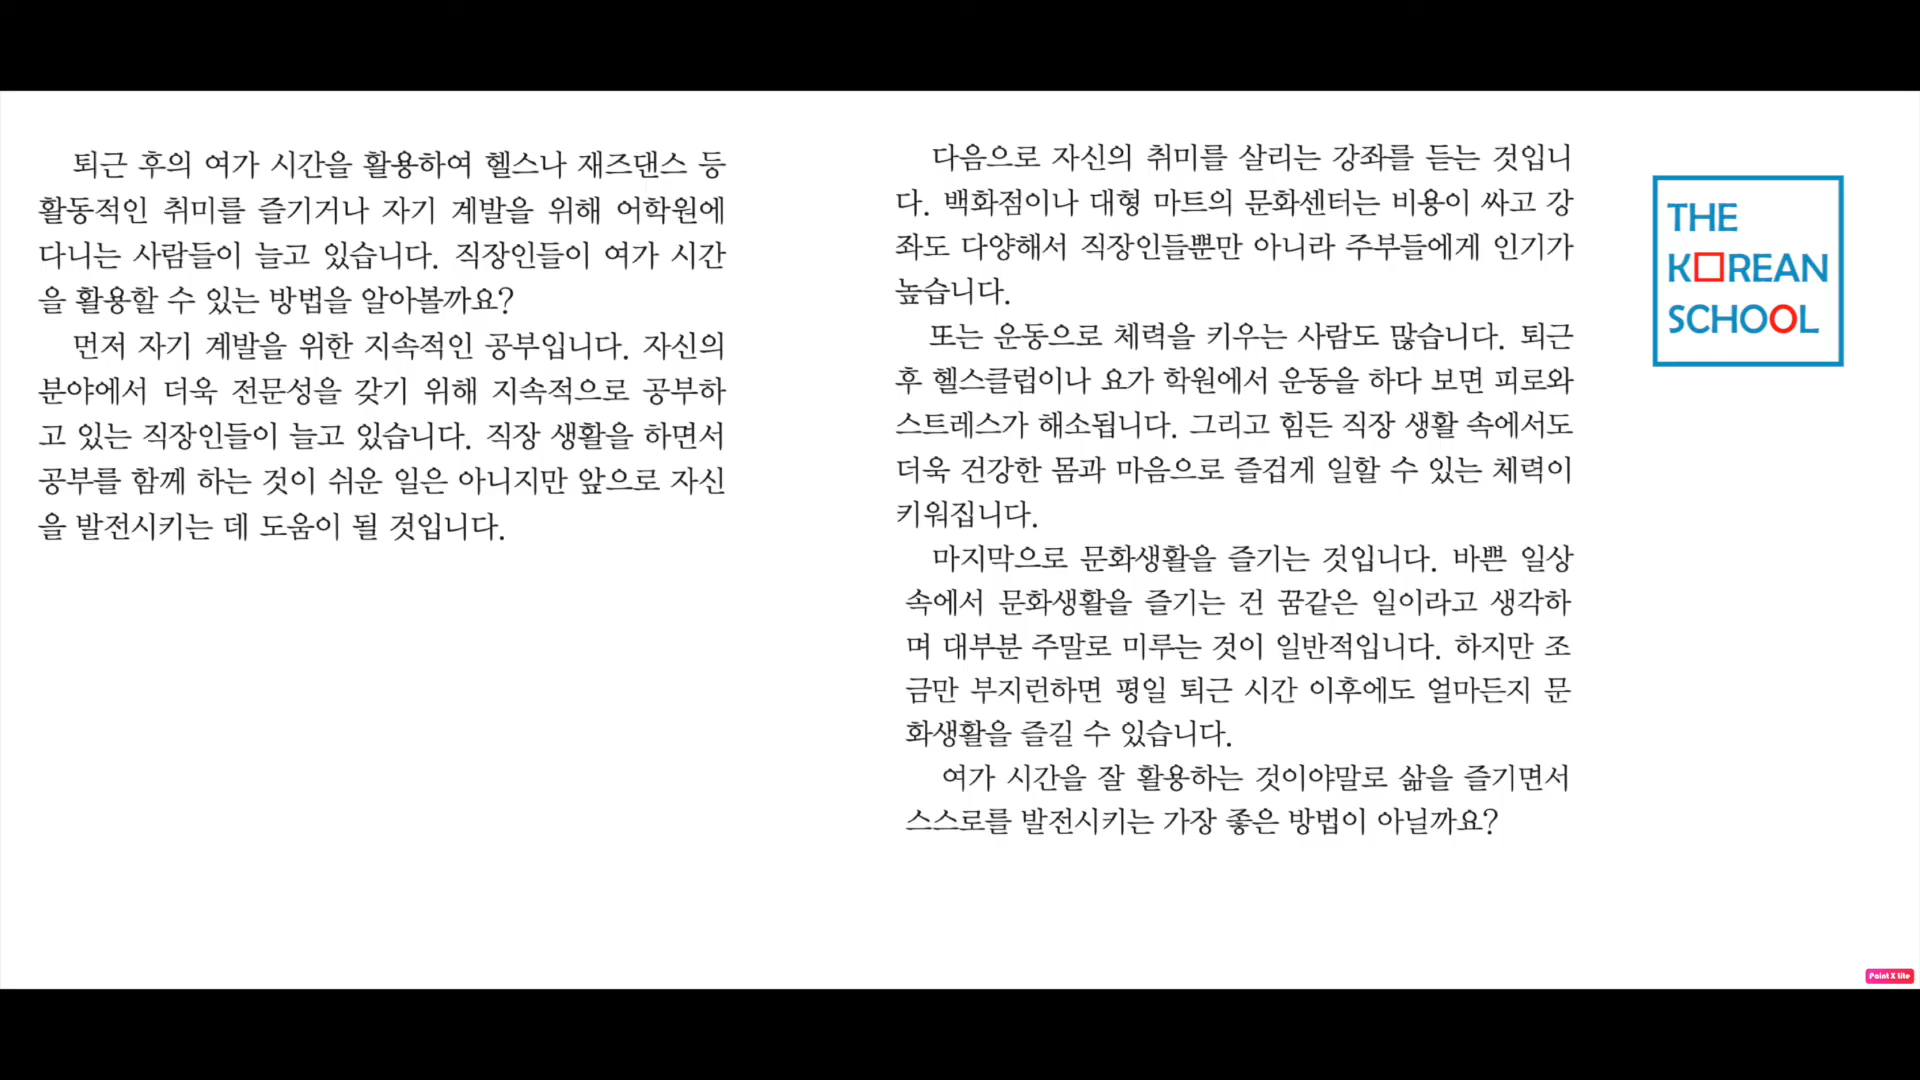 퇴근 후의 여가 시간을 활용하여 헬스나 재즈댄스 등
활동적인 취미를 즐기거나 자기 계발을 위해 어학원에
다니는 사람들이 늘고 있습니다. 직장인들이 여가 시간
을 활용할 수 있는 방법을 알아볼까요?
먼저 자기 계발을 위한 지속적인 공부입니다. 자신의
분야에서 더욱 전문성을 갖기 위해 지속적으로 공부하
고 있는 직장인들이 늘고 있습니다. 직장 생활을 하면서
공부를 함께 하는 것이 쉬운 일은 아니지만 앞으로 자신
을 발전시키는 데 도움이 될 것입니다.
다음으로 자신의 취미를 살리는 강좌를 듣는 것입니
다. 백화점이나 대형 마트의 문화센터는 비용이 싸고 강
좌도 다양해서 직장인들뿐만 아니라 주부들에게 인기가
높습니다.
또는 운동으로 체력을 키우는 사람도 많습니다. 퇴근
후 헬스클럽이나 요가 학원에서 운동을 하다 보면 피로와
스트레스가 해소됩니다. 그리고 힘든 직장 생활 속에서도
더욱 건강한 몸과 마음으로 즐겁게 일할 수 있는 체력이
키워집니다.
마지막으로 문화생활을 즐기는 것입니다. 바쁜 일상
속에서 문화생활을 즐기는 건 꿈같은 일이라고 생각하
며 대부분 주말로 미루는 것이 일반적입니다. 하지만 조
금만 부지런하면 평일 퇴근 시간 이후에도 얼마든지 문
화생활을 즐길 수 있습니다.
여가 시간을 잘 활용하는 것이야말로 삶을 즐기면서
스스로를 발전시키는 가장 좋은 방법이 아닐까요?
THE
KOREAN
SCHOOL
Paint X lite